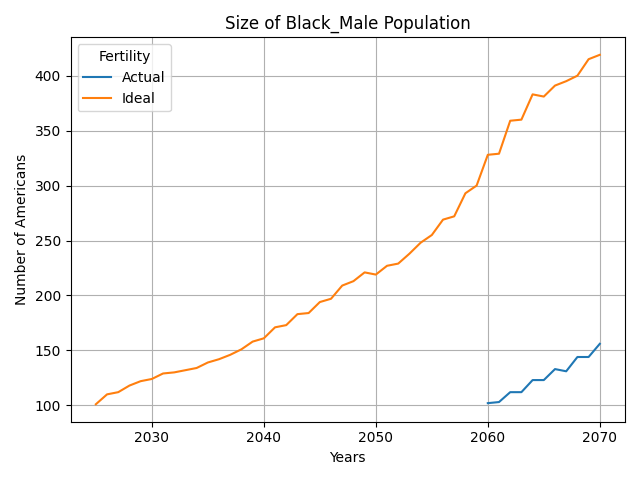 Size of Black_Male Population
Fertility
Actual
Ideal
400
350
300
250
200
150
100
Number of Americans
2030 2040 2050 2060 2070
Years